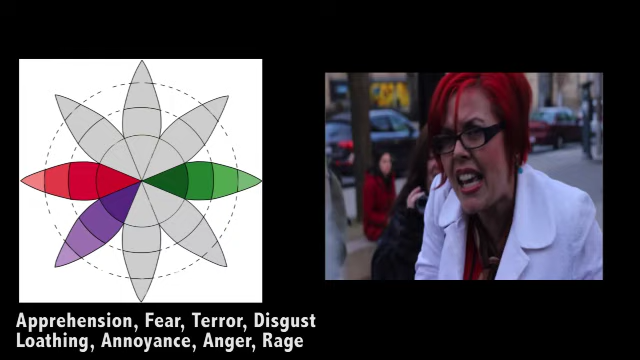 Apprehension, Fear, Terror, Disgust
Loathing, Annoyance, Anger, Rage